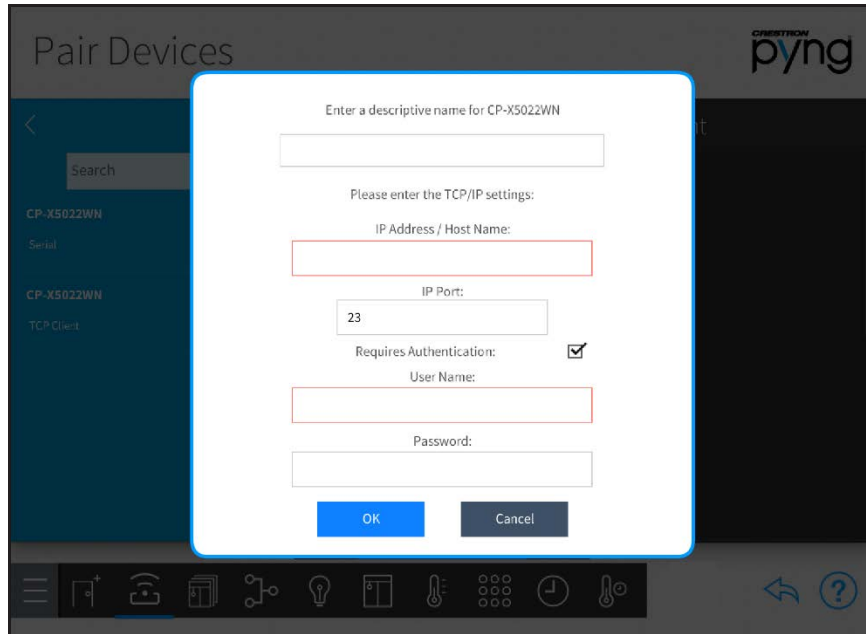 Pair Devices
CRESTRON
pyng
Search
CP-X5022WN
Serial
CP-X5022WN
TCP Client
Enter a descriptive name for CP-X5022WN
Please enter the TCP/IP settings:
IP Address / Host Name:
IP Port:
23
Requires Authentication:
User Name:
Password:
OK
Cancel
?